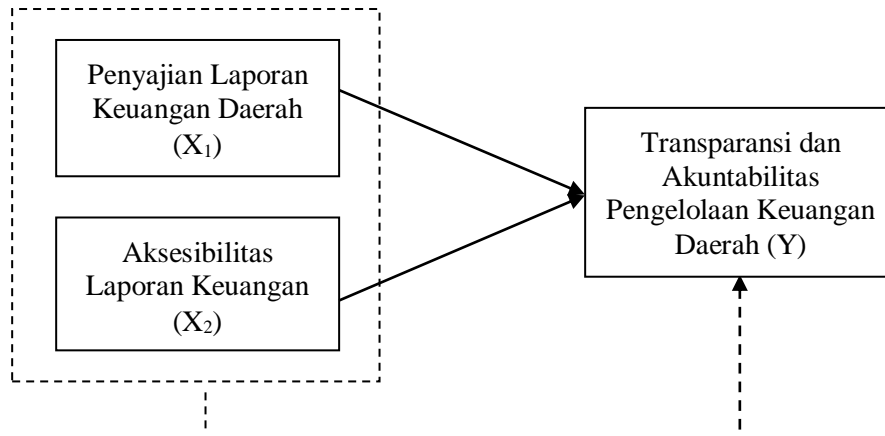 Penyajian Laporan
Keuangan Daerah
(X₁)
Aksesibilitas
Laporan Keuangan
(X₂)
Transparansi dan
Akuntabilitas
Pengelolaan Keuangan
Daerah (Y)